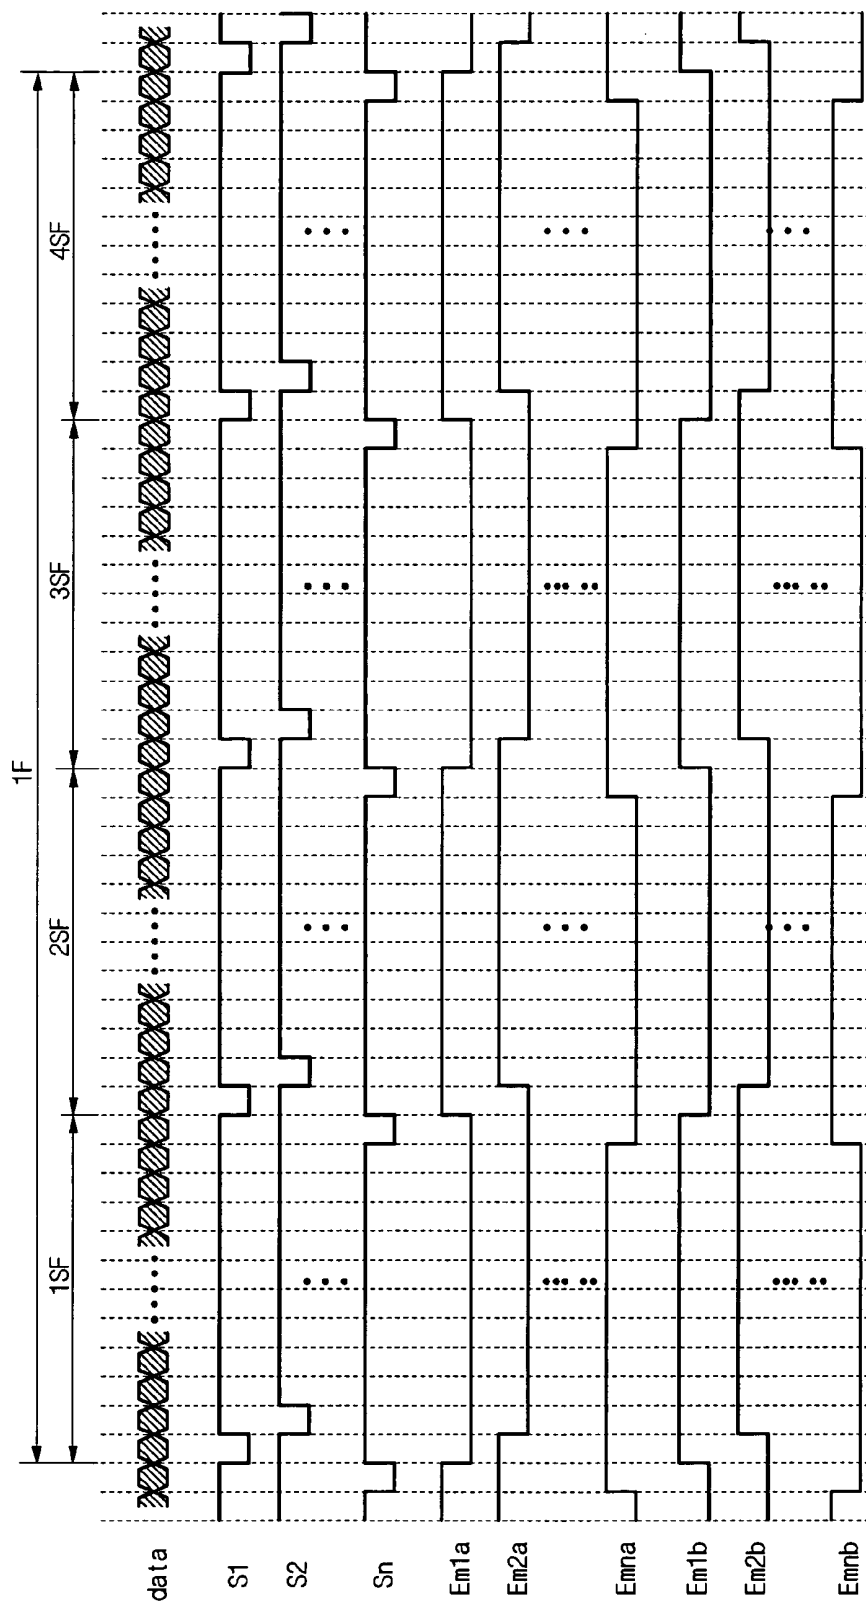 1F
1SF
2SF
3SF
4SF
data
S1
S2
Sn
Em1a
Em2a
Emna
Em1b
Em2b
Emnb